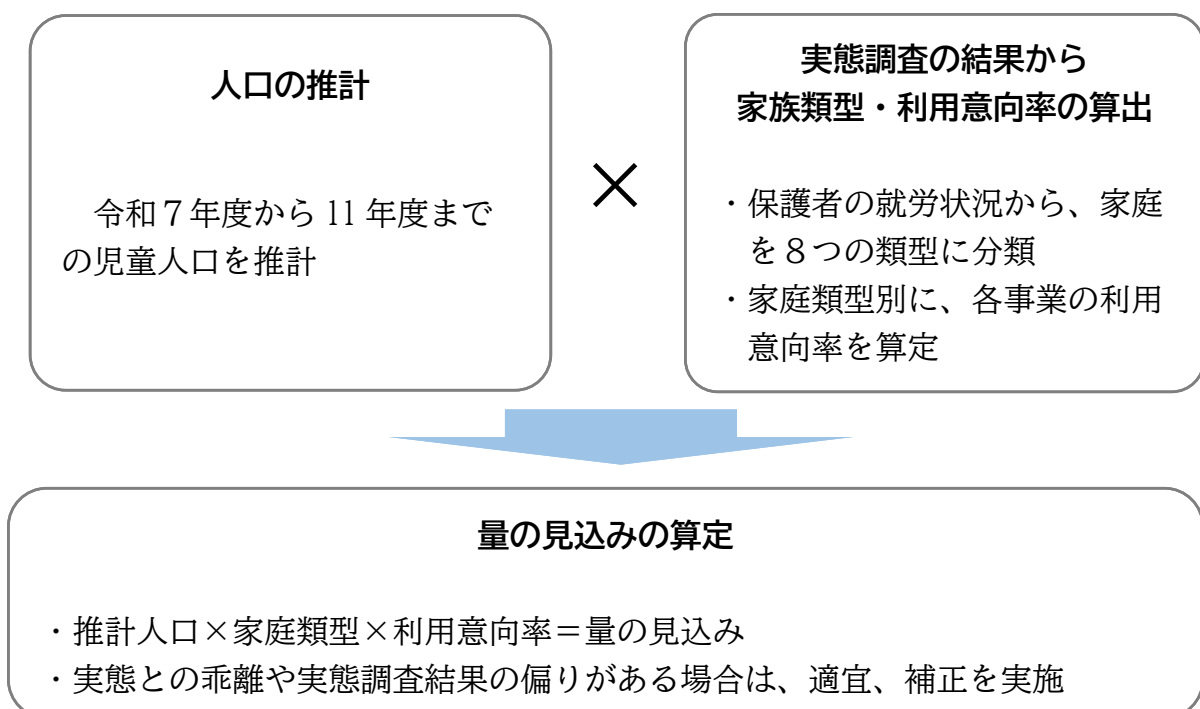 人口の推計
令和７年度から 11 年度まで
の児童人口を推計
×
実態調査の結果から
家族類型・利用意向率の算出
・保護者の就労状況から、家庭
を８つの類型に分類
・家庭類型別に、各事業の利用
意向率を算定
量の見込みの算定
・推計人口×家庭類型×利用意向率＝量の見込み
・実態との乖離や実態調査結果の偏りがある場合は、適宜、補正を実施